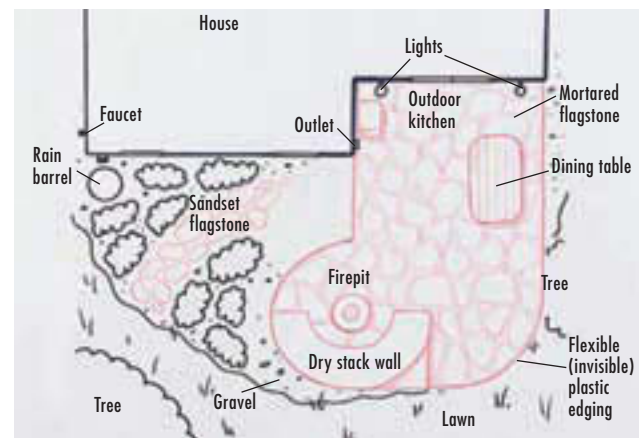 House
Lights
Outdoor
kitchen
Mortared
flagstone
Faucet
Outlet
Rain
barrel
Dining table
Sandset
flagstone
Firepit
Tree
Dry stack wall
Flexible
(invisible)
plastic
edging
Gravel
Tree
Lawn